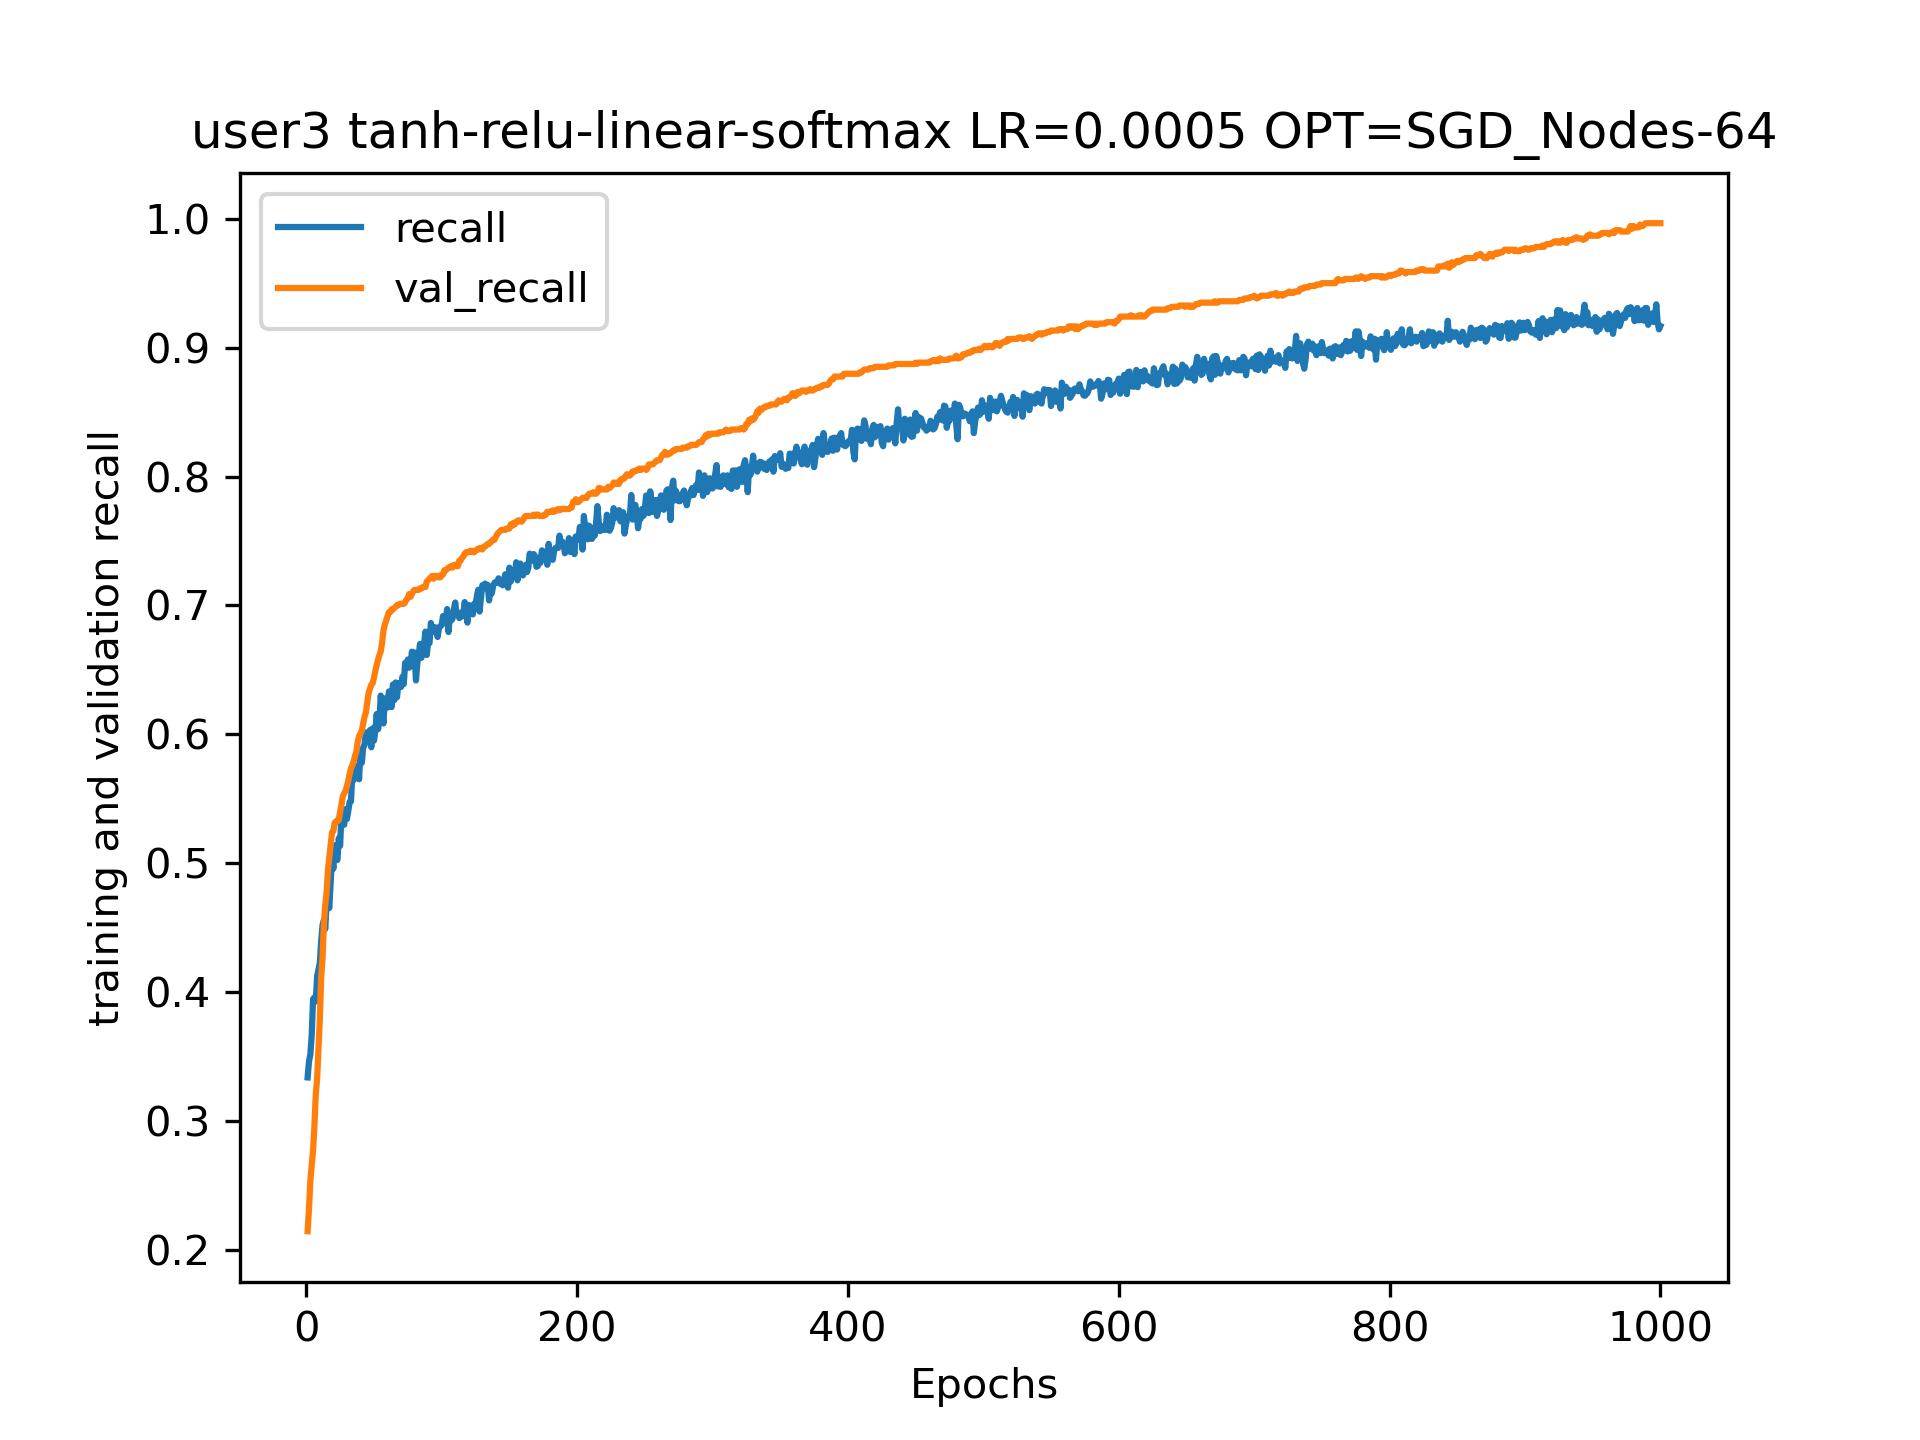 user3 tanh-relu-linear-softmax LR=0.0005 OPT=SGD_Nodes-64
recall
val_recall
training and validation recall
1.0
0.9
0.8
0.7
0.6
0.5
0.4
0.3
0.2
0 200 400 600 800 1000
Epochs